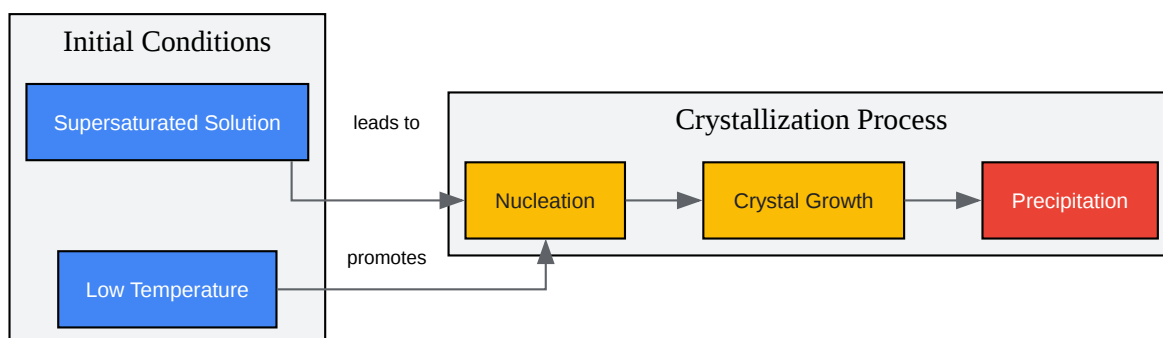 Initial Conditions
Supersaturated Solution
Low Temperature
leads to
promotes
Crystallization Process
Nucleation
Crystal Growth
Precipitation